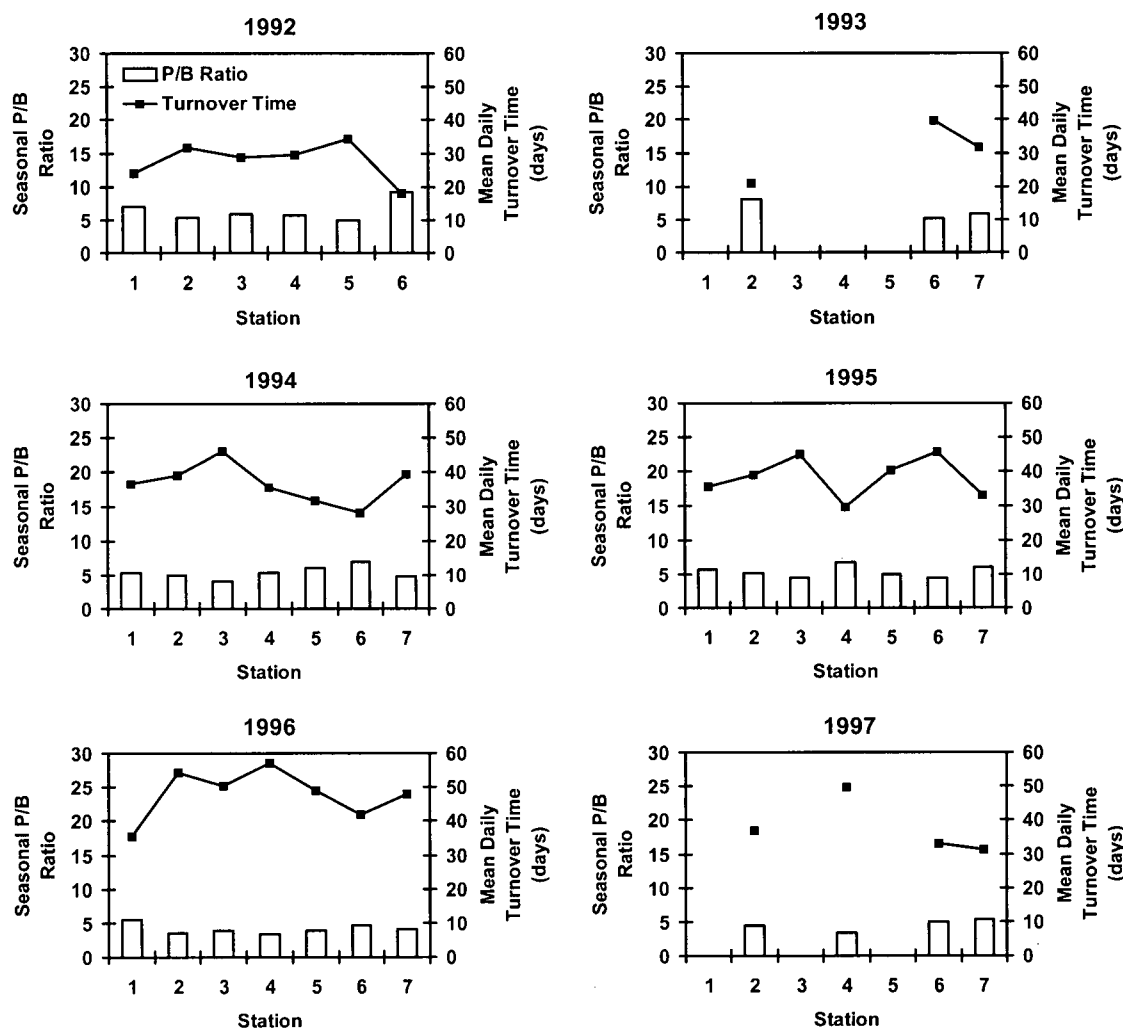 1992
30
25
20
15
10
5
0
Seasonal P/B
Ratio
P/B Ratio
Turnover Time
60
50
40
30
20
10
0
Mean Daily
Turnover Time
(days)
1 2 3 4 5 6
Station
1993
30
25
20
15
10
5
0
Seasonal P/B
Ratio
60
50
40
30
20
10
0
Mean Daily
Turnover Time
(days)
1 2 3 4 5 6 7
Station
1994
30
25
20
15
10
5
0
Seasonal P/B
Ratio
60
50
40
30
20
10
0
Mean Daily
Turnover Time
(days)
1 2 3 4 5 6 7
Station
1995
30
25
20
15
10
5
0
Seasonal P/B
Ratio
60
50
40
30
20
10
0
Mean Daily
Turnover Time
(days)
1 2 3 4 5 6 7
Station
1996
30
25
20
15
10
5
0
Seasonal P/B
Ratio
60
50
40
30
20
10
0
Mean Daily
Turnover Time
(days)
1 2 3 4 5 6 7
Station
1997
30
25
20
15
10
5
0
Seasonal P/B
Ratio
60
50
40
30
20
10
0
Mean Daily
Turnover Time
(days)
1 2 3 4 5 6 7
Station